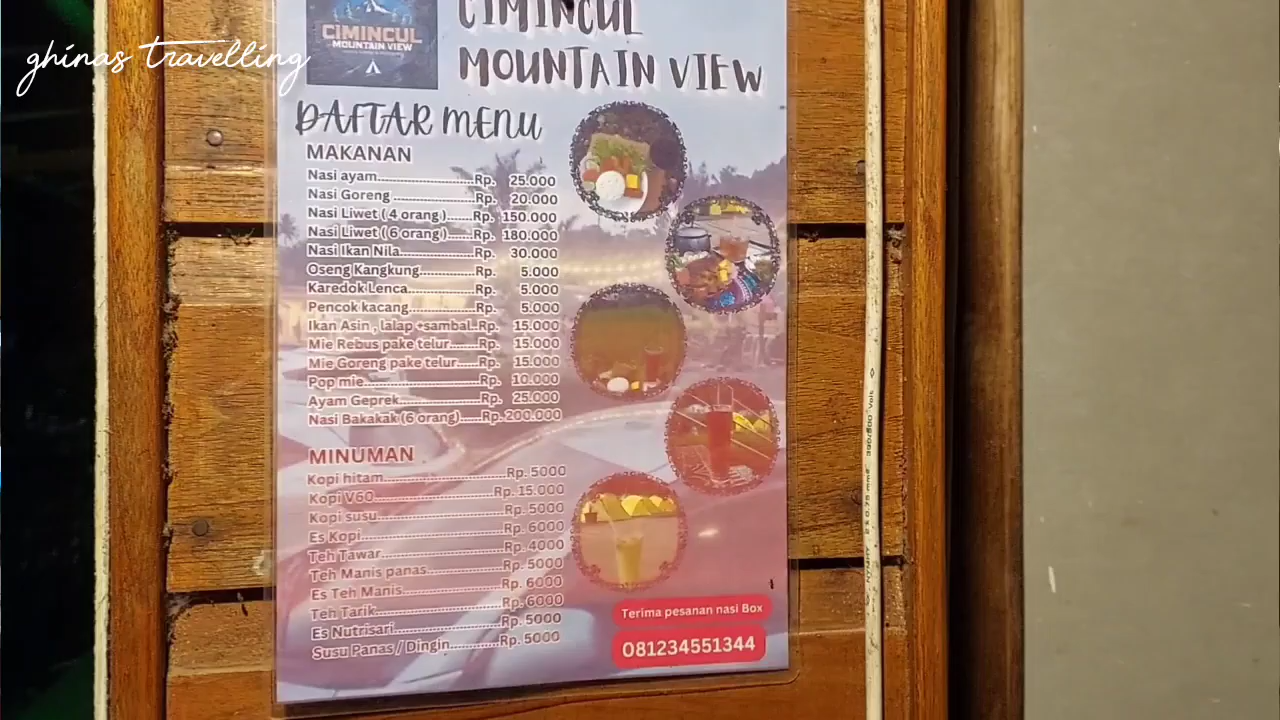 ghinas travelling
CIMINCUL
MOUNTAIN VIEW
CIMINCUL
MOUNTAIN VIEW
DAFTAR MENU
MAKANAN
Nasi ayam..........Rp. 25.000
Nasi Goreng..........Rp. 20.000
Nasi Liwet ( 4 orang )..........Rp. 150.000
Nasi Liwet ( 6 orang )..........Rp. 180.000
Nasi Ikan Nila..........Rp. 30.000
Oseng Kangkung..........Rp. 5.000
Karedok Lenca..........Rp. 5.000
Pencok kacang..........Rp. 5.000
Ikan Asin , lalap +sambal..Rp. 15.000
Mie Rebus pake telur..........Rp. 15.000
Mie Goreng pake telur..........Rp. 15.000
Pop mie..........Rp. 10.000
Ayam Geprek..........Rp. 25.000
Nasi Bakakak (6 orang)..........Rp. 200.000
MINUMAN
Kopi hitam..........Rp. 5000
Kopi V60..........Rp. 15.000
Kopi susu..........Rp. 5000
Es Kopi..........Rp. 6000
Teh Tawar..........Rp. 4000
Teh Manis panas..........Rp. 5000
Es Teh Manis..........Rp. 6000
Teh Tarik..........Rp. 6000
Es Nutrisari..........Rp. 5000
Susu Panas / Dingin..........Rp. 5000
Terima pesanan nasi Box
081234551344